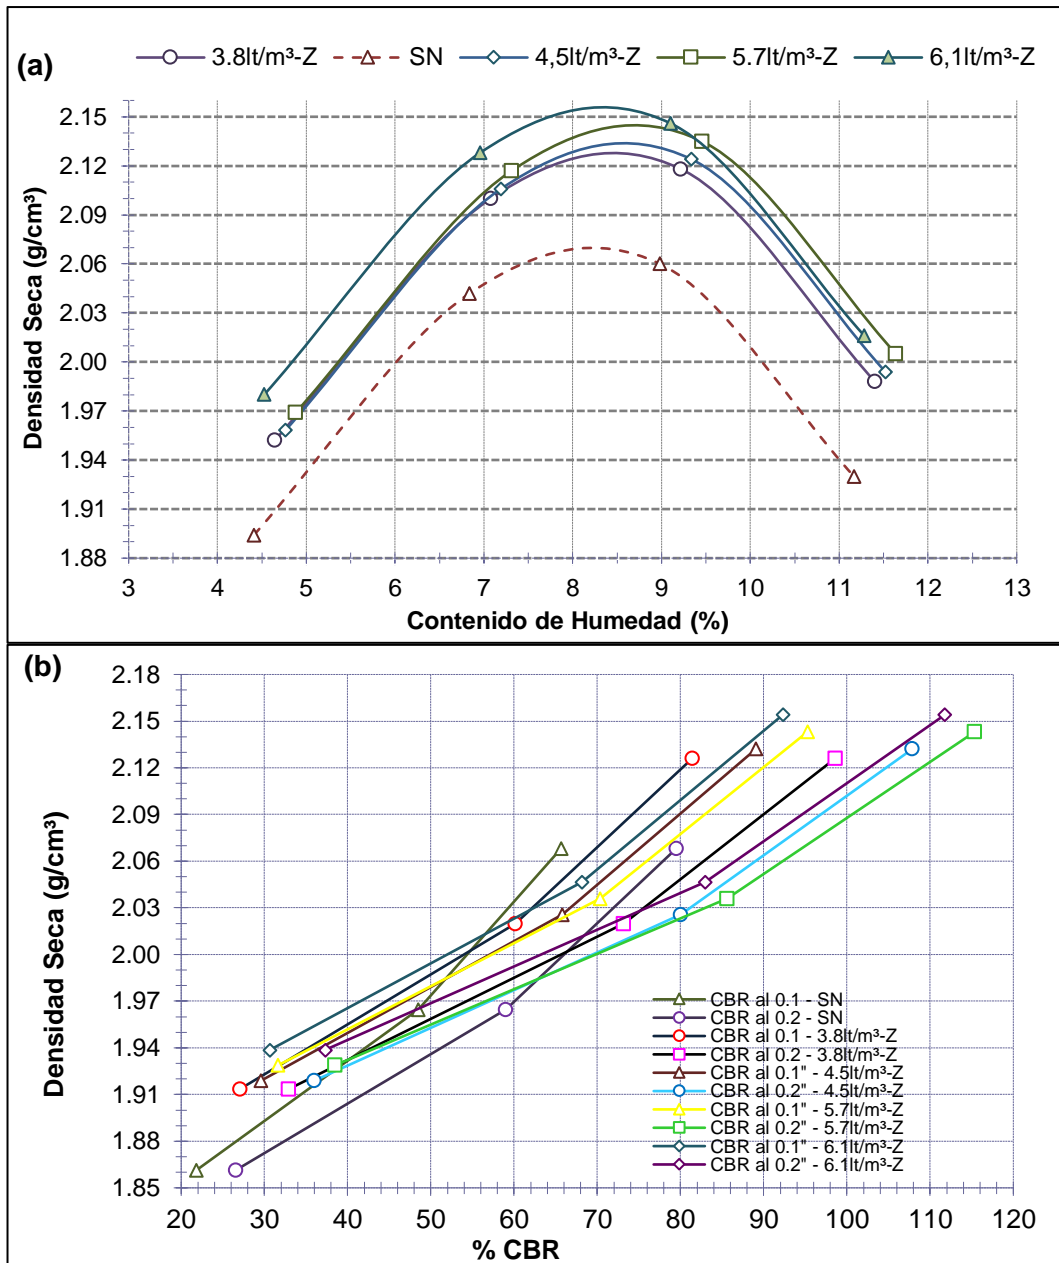 (a)
3.8lt/m³-Z SN 4,5lt/m³-Z 5.7lt/m³-Z 6,1lt/m³-Z
Densidad Seca (g/cm³)
2.15
2.12
2.09
2.06
2.03
2.00
1.97
1.94
1.91
1.88
3 4 5 6 7 8 9 10 11 12 13
Contenido de Humedad (%)
(b)
Densidad Seca (g/cm³)
2.18
2.15
2.12
2.09
2.06
2.03
2.00
1.97
1.94
1.91
1.88
1.85
CBR al 0.1 - SN
CBR al 0.2 - SN
CBR al 0.1 - 3.8lt/m³-Z
CBR al 0.2 - 3.8lt/m³-Z
CBR al 0.1" - 4.5lt/m³-Z
CBR al 0.2" - 4.5lt/m³-Z
CBR al 0.1" - 5.7lt/m³-Z
CBR al 0.2" - 5.7lt/m³-Z
CBR al 0.1" - 6.1lt/m³-Z
CBR al 0.2" - 6.1lt/m³-Z
20 30 40 50 60 70 80 90 100 110 120
% CBR